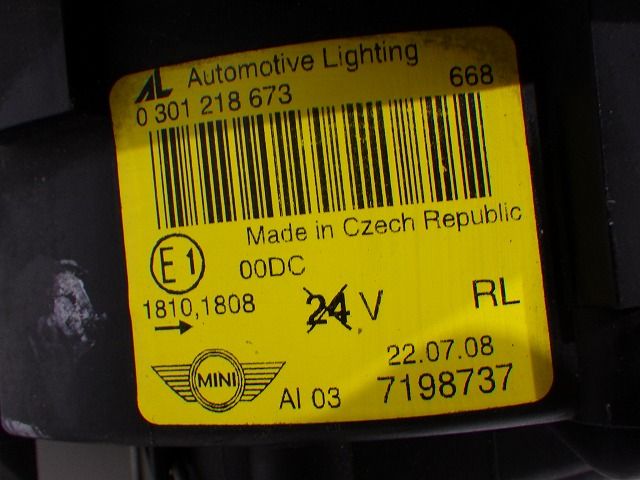 AL Automotive Lighting
0 301 218 673 668
Made in Czech Republic
E1 00DC
1810,1808 24 V RL
22.07.08
MINI AI 03 7198737